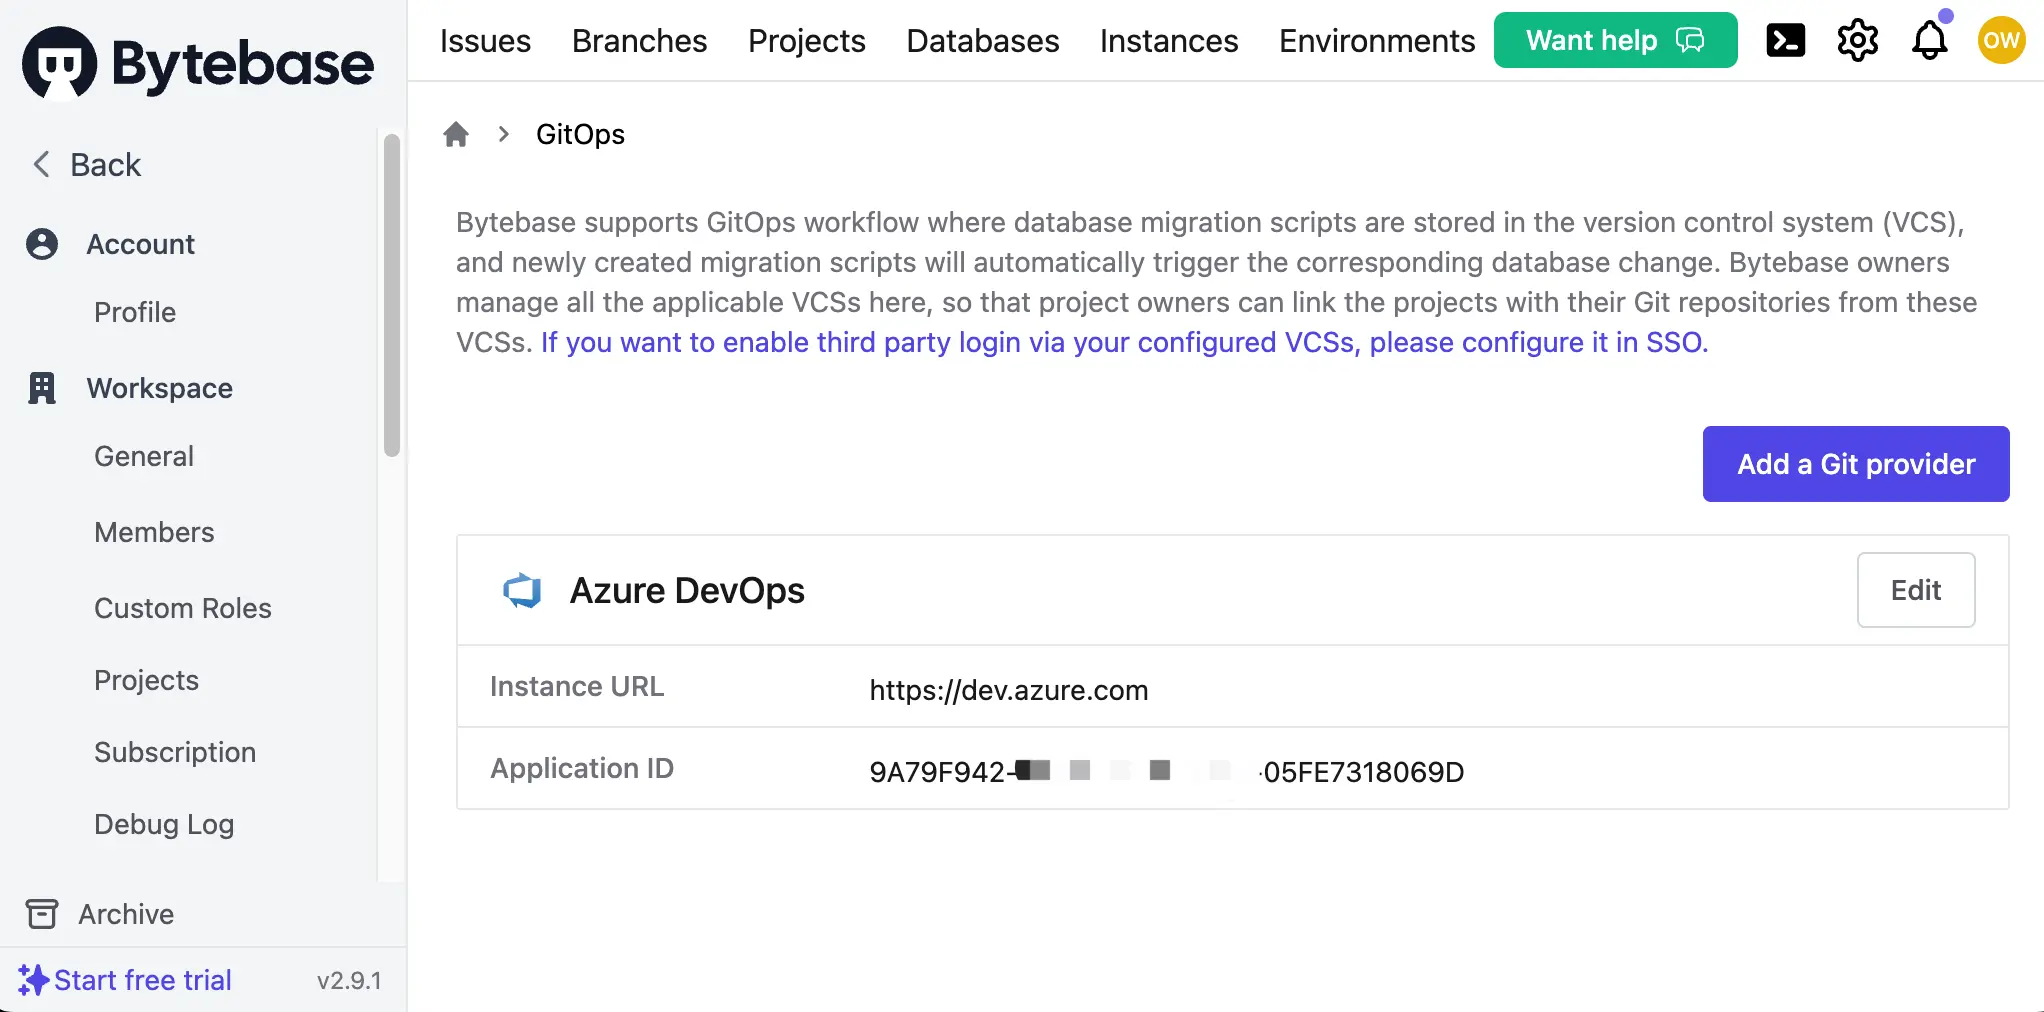 Bytebase
Issues Branches Projects Databases Instances Environments Want help OW
Back
Account
Profile
Workspace
General
Members
Custom Roles
Projects
Subscription
Debug Log
Archive
Start free trial v2.9.1
GitOps
Bytebase supports GitOps workflow where database migration scripts are stored in the version control system (VCS),
and newly created migration scripts will automatically trigger the corresponding database change. Bytebase owners
manage all the applicable VCSs here, so that project owners can link the projects with their Git repositories from these
VCSs. If you want to enable third party login via your configured VCSs, please configure it in SSO.
Add a Git provider
Azure DevOps Edit
Instance URL https://dev.azure.com
Application ID 9A79F942- 05FE7318069D